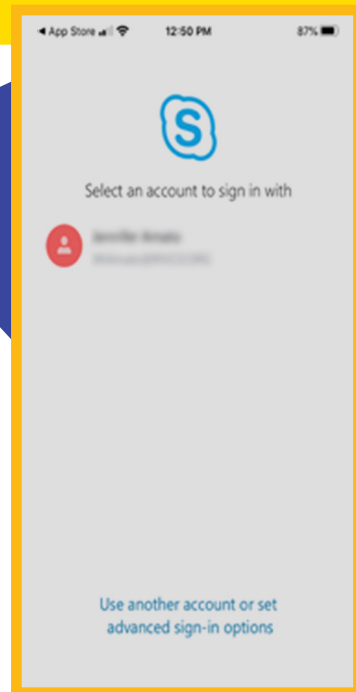 ◀ App Store 12:50 PM 87%
S
Select an account to sign in with
Use another account or set
advanced sign-in options